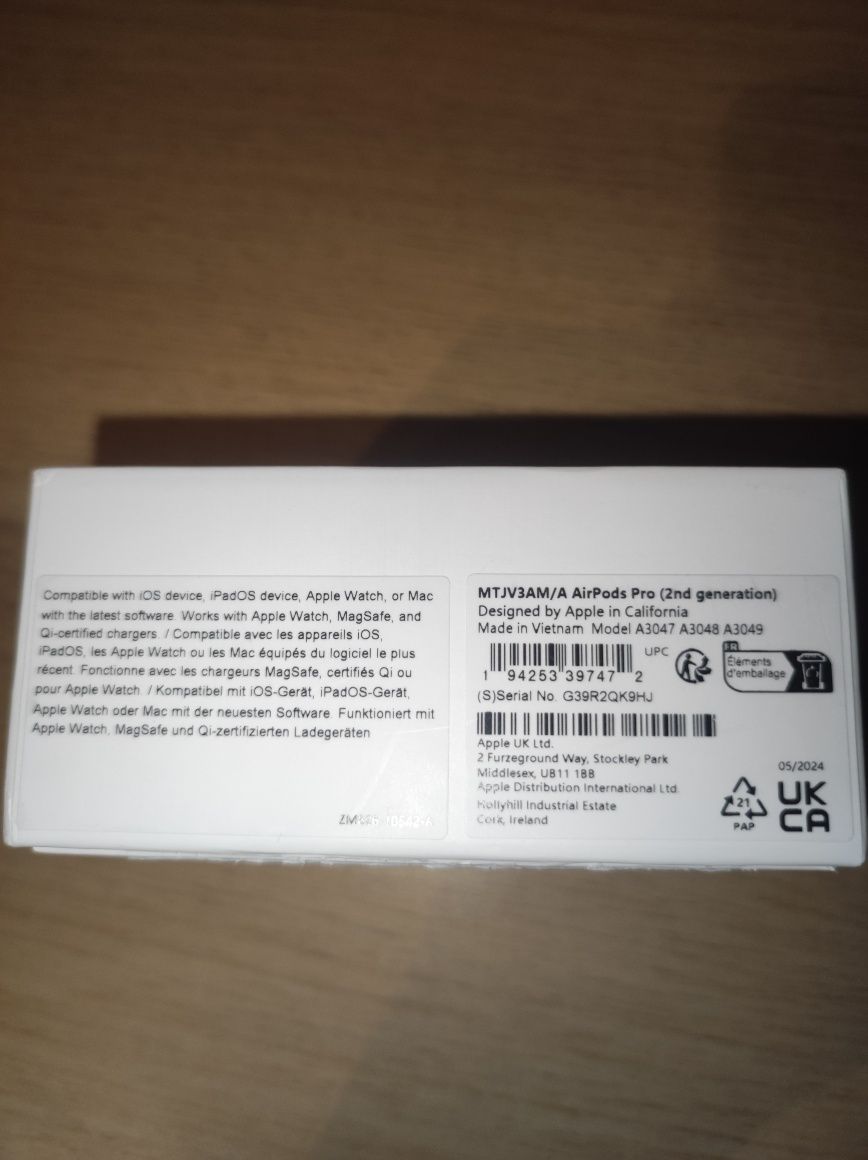 Compatible with iOS device, iPadOS device, Apple Watch, or Mac
with the latest software. Works with Apple Watch, MagSafe, and
Qi-certified chargers. / Compatible avec les appareils iOS,
iPadOS, les Apple Watch ou les Mac équipés du logiciel le plus
récent. Fonctionne avec les chargeurs MagSafe, certifiés Qi ou
pour Apple Watch. / Kompatibel mit iOS-Gerät, iPadOS-Gerät,
Apple Watch oder Mac mit der neuesten Software. Funktioniert mit
Apple Watch, MagSafe und Qi-zertifizierten Ladegeräten
MTJV3AM/A AirPods Pro (2nd generation)
Designed by Apple in California
Made in Vietnam Model A3047 A3048 A3049
UPC
1 94253 39747 2
FR
Éléments
d'emballage
(S)Serial No. G39R2QK9HJ
Apple UK Ltd.
2 Furzeground Way, Stockley Park
Middlesex, UB11 1BB
Apple Distribution International Ltd.
Hollyhill Industrial Estate
Cork, Ireland
05/2024
21
PAP
UK
CA